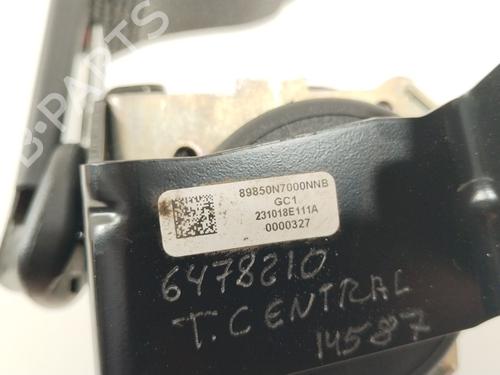 B-PARTS
89850N7000NNB
GC1
231018E111A
0000327
6478210
T. CENTRAL
14587